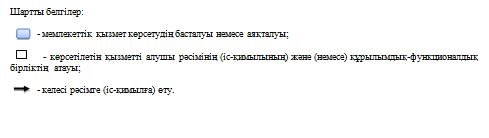 Шартты белгілер:
- мемлекеттік қызмет көрсетудің басталуы немесе аяқталуы;
- көрсетілетін қызметті алушы рәсімінің (іс-қимылының) және (немесе) құрылымдық-функционалдық
бірліктің атауы;
- келесі рәсімге (іс-қимылға) өту.